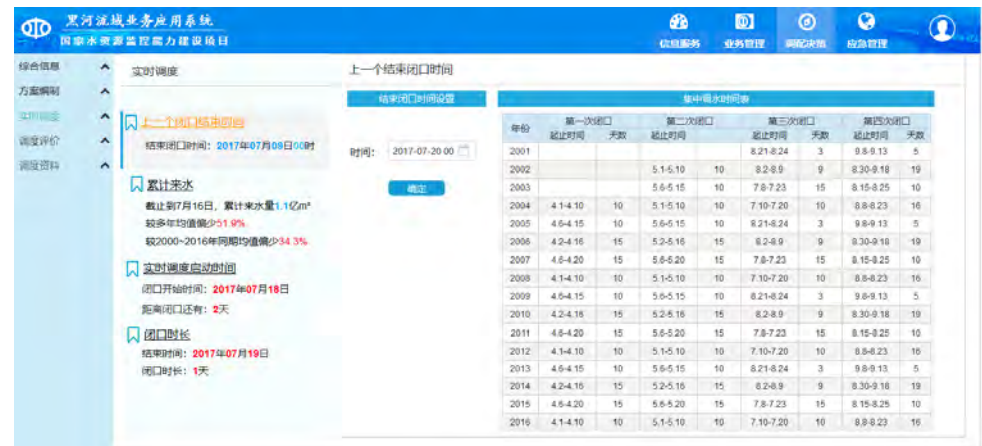 黑河流域业务应用系统
国家水资源监控能力建设项目
信息服务 业务管理 调配决策 应急管理
综合信息
方案编制
实时调度
调度评价
调度资料
实时调度
上一个闭口结束时间
结束闭口时间：2017年07月08日00时
累计来水
截止到7月16日，累计来水量1.1亿m³
较多年均值偏少51.9%
较2000~2016年同期均值偏少34.3%
实时调度启动时间
闭口开始时间：2017年07月18日
距离闭口还有：2天
闭口时长
结束时间：2017年07月19日
闭口时长：1天
上一个结束闭口时间
结束闭口时间设置
时间： 2017-07-20 00
确定
集中调水时间表
年份 第一次闭口 第二次闭口 第三次闭口 第四次闭口
起止时间 天数 起止时间 起止时间 天数 起止时间 天数
2001 8.21-8.24 3 9.8-9.13 5
2002 5.1-5.10 10 8.2-8.9 9 8.30-9.18 19
2003 5.6-5.15 10 7.8-7.23 15 8.15-8.25 10
2004 4.1-4.10 10 5.1-5.10 10 7.10-7.20 10 8.8-8.23 16
2005 4.6-4.15 10 5.6-5.15 10 8.21-8.24 3 9.8-9.13 5
2006 4.2-4.16 15 5.2-5.16 15 8.2-8.9 9 8.30-9.18 19
2007 4.6-4.20 15 5.6-5.20 15 7.8-7.23 15 8.15-8.25 10
2008 4.1-4.10 10 5.1-5.10 10 7.10-7.20 10 8.8-8.23 16
2009 4.6-4.15 10 5.6-5.15 10 8.21-8.24 3 9.8-9.13 5
2010 4.2-4.16 15 5.2-5.16 15 8.2-8.9 9 8.30-9.18 19
2011 4.6-4.20 15 5.6-5.20 15 7.8-7.23 15 8.15-8.25 10
2012 4.1-4.10 10 5.1-5.10 10 7.10-7.20 10 8.8-8.23 16
2013 4.6-4.15 10 5.6-5.15 10 8.21-8.24 3 9.8-9.13 5
2014 4.2-4.16 15 5.2-5.16 15 8.2-8.9 9 8.30-9.18 19
2015 4.6-4.20 15 5.6-5.20 15 7.8-7.23 15 8.15-8.25 10
2016 4.1-4.10 10 5.1-5.10 10 7.10-7.20 10 8.8-8.23 16